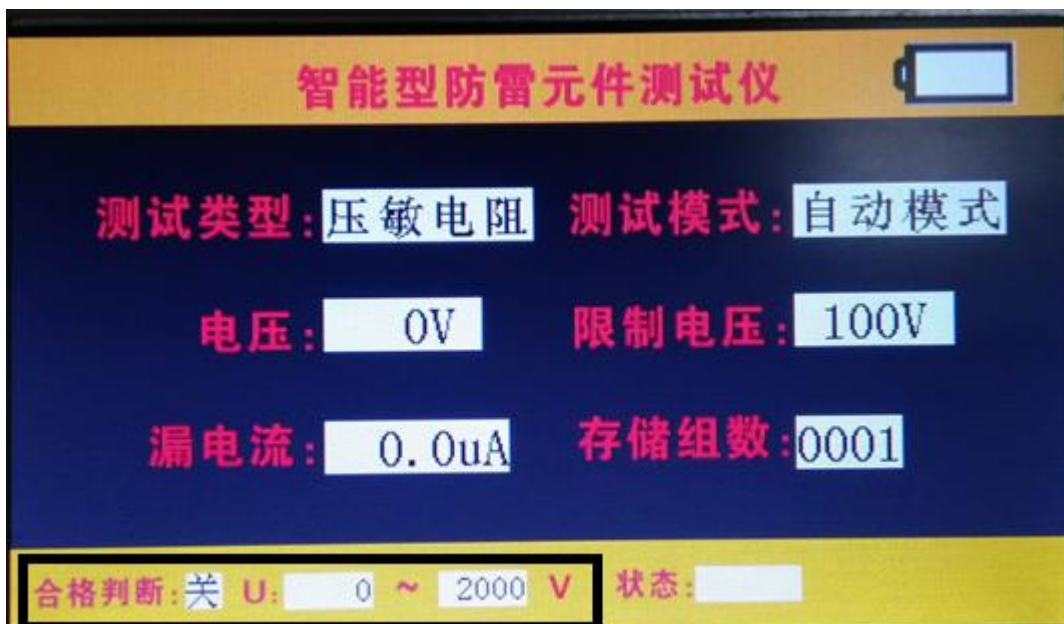 智能型防雷元件测试仪
测试类型:压敏电阻 测试模式:自动模式
电压: 0V 限制电压: 100V
漏电流: 0.0uA 存储组数:0001
合格判断:关 U: 0 ~ 2000 V 状态: